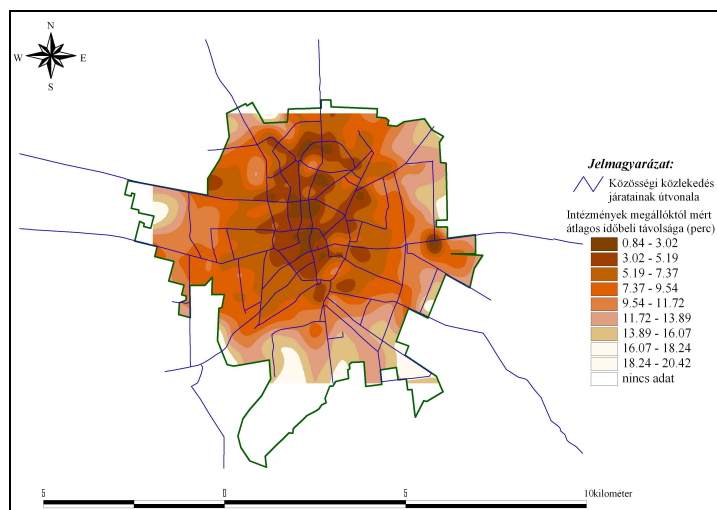 N
W E
S
Jelmagyarázat:
Közösségi közlekedés
járatainak útvonala
Intézmények megállóktól mért
átlagos időbeli távolsága (perc)
0.84 - 3.02
3.02 - 5.19
5.19 - 7.37
7.37 - 9.54
9.54 - 11.72
11.72 - 13.89
13.89 - 16.07
16.07 - 18.24
18.24 - 20.42
nincs adat
5 0 5 10kilométer